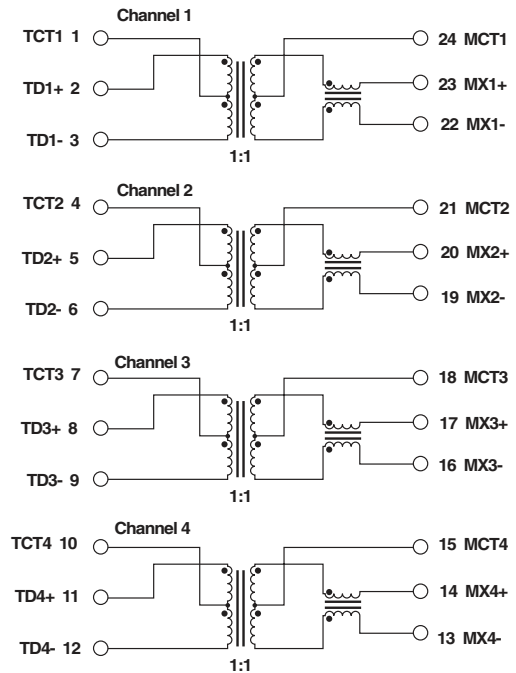 Channel 1
TCT1 1
24 MCT1
TD1+ 2
23 MX1+
22 MX1-
TD1- 3
1:1
Channel 2
TCT2 4
21 MCT2
TD2+ 5
20 MX2+
19 MX2-
TD2- 6
1:1
Channel 3
TCT3 7
18 MCT3
TD3+ 8
17 MX3+
16 MX3-
TD3- 9
1:1
Channel 4
TCT4 10
15 MCT4
TD4+ 11
14 MX4+
13 MX4-
TD4- 12
1:1